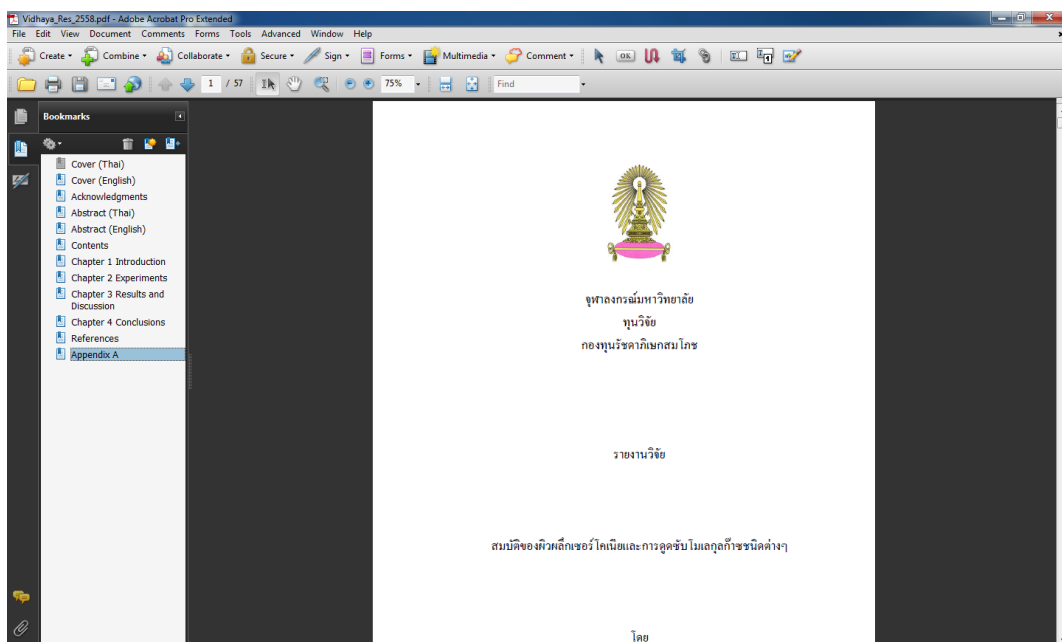 Vidhaya_Res_2558.pdf - Adobe Acrobat Pro Extended
File Edit View Document Comments Forms Tools Advanced Window Help
Create Combine Collaborate Secure Sign Forms Multimedia Comment OK
1 / 57 75% Find
Bookmarks
Cover (Thai)
Cover (English)
Acknowledgments
Abstract (Thai)
Abstract (English)
Contents
Chapter 1 Introduction
Chapter 2 Experiments
Chapter 3 Results and
Discussion
Chapter 4 Conclusions
References
Appendix A
จุฬาลงกรณ์มหาวิทยาลัย
ทุนวิจัย
กองทุนรัชดาภิเษกสมโภช
รายงานวิจัย
สมบัติของผิวผลึกเซอร์โคเนียและการดูดซับโมเลกุลก๊าซชนิดต่างๆ
โดย